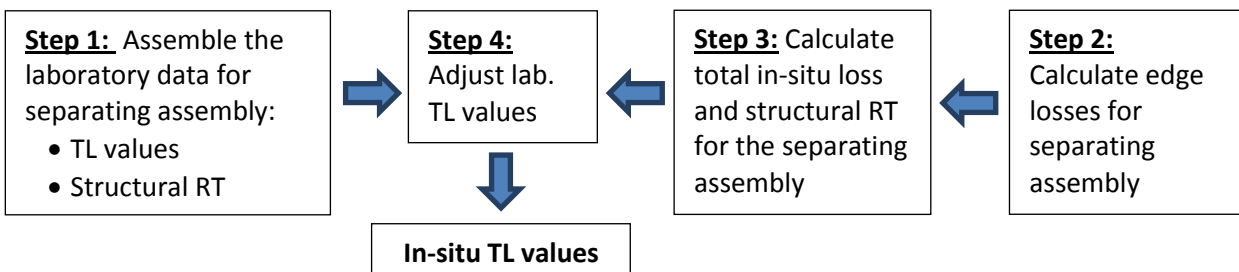 Step 1: Assemble the
laboratory data for
separating assembly:
• TL values
• Structural RT
Step 4:
Adjust lab.
TL values
Step 3: Calculate
total in-situ loss
and structural RT
for the separating
assembly
Step 2:
Calculate edge
losses for
separating
assembly
In-situ TL values